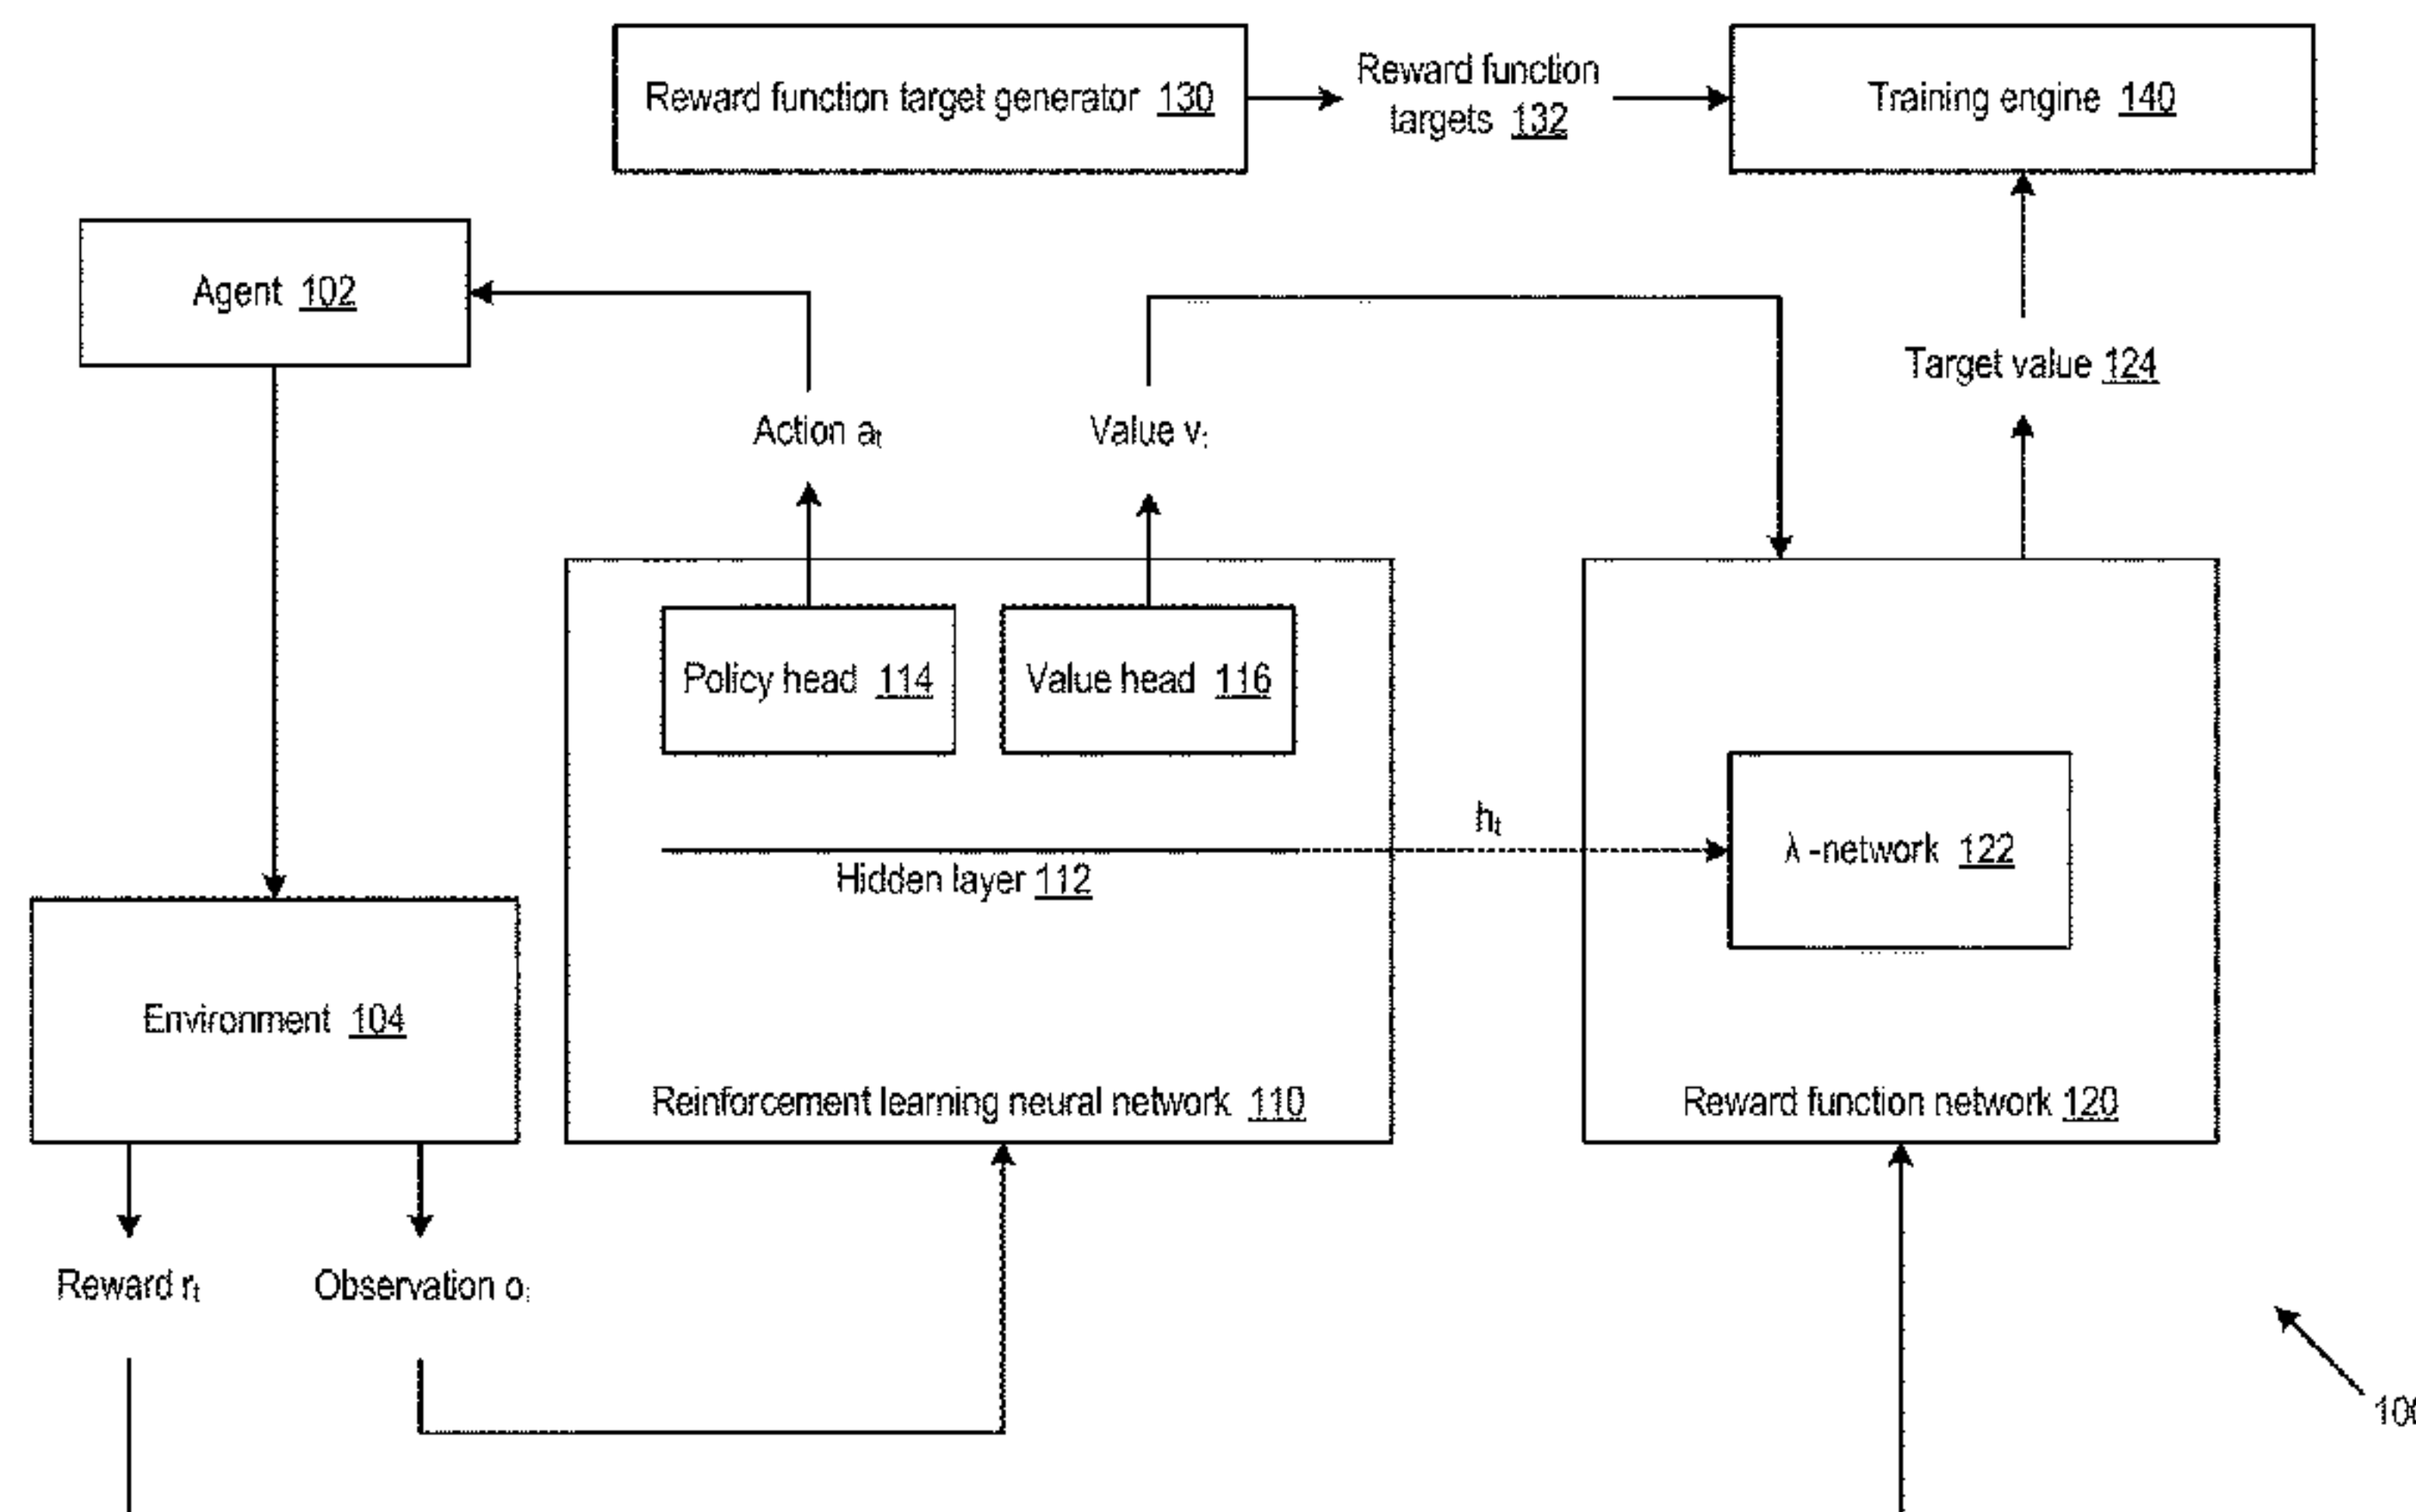 Reward function target generator 130
Reward function
targets 132
Training engine 140
Agent 102
Target value 124
Action aₜ
Value vₜ
Policy head 114
Value head 116
hₜ
λ -network 122
Hidden layer 112
Environment 104
Reinforcement learning neural network 110
Reward function network 120
Reward rₜ
Observation oₜ